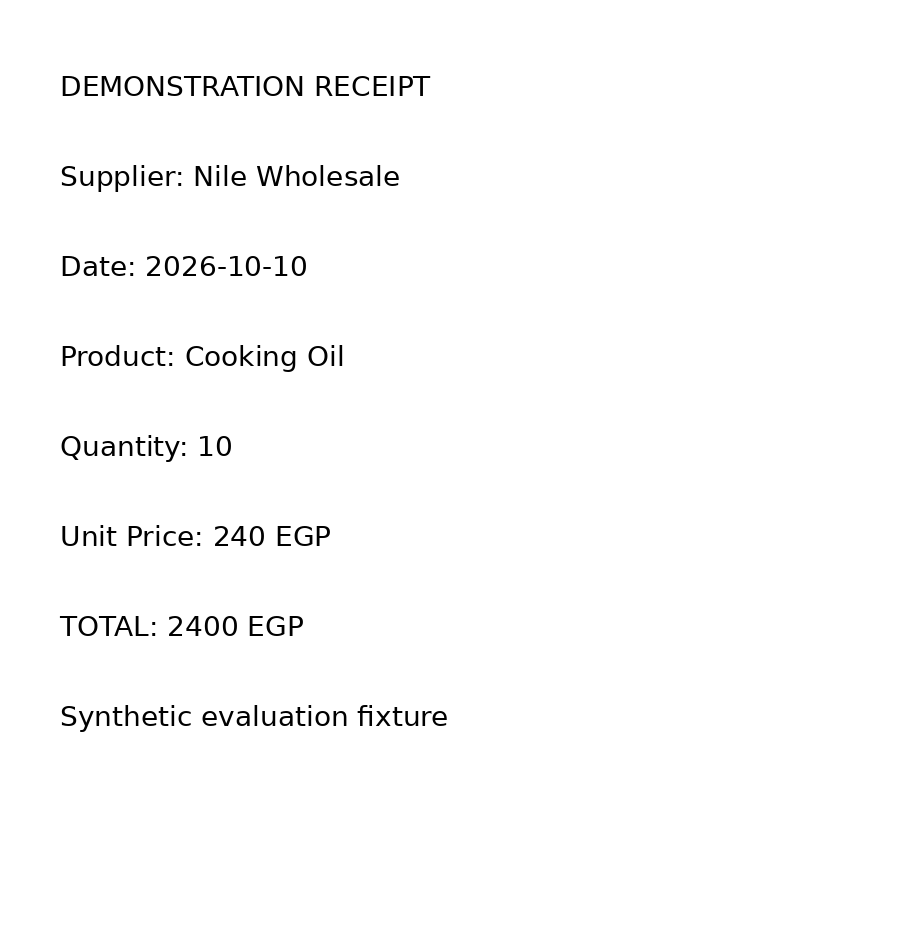 DEMONSTRATION RECEIPT
Supplier: Nile Wholesale
Date: 2026-10-10
Product: Cooking Oil
Quantity: 10
Unit Price: 240 EGP
TOTAL: 2400 EGP
Synthetic evaluation fixture